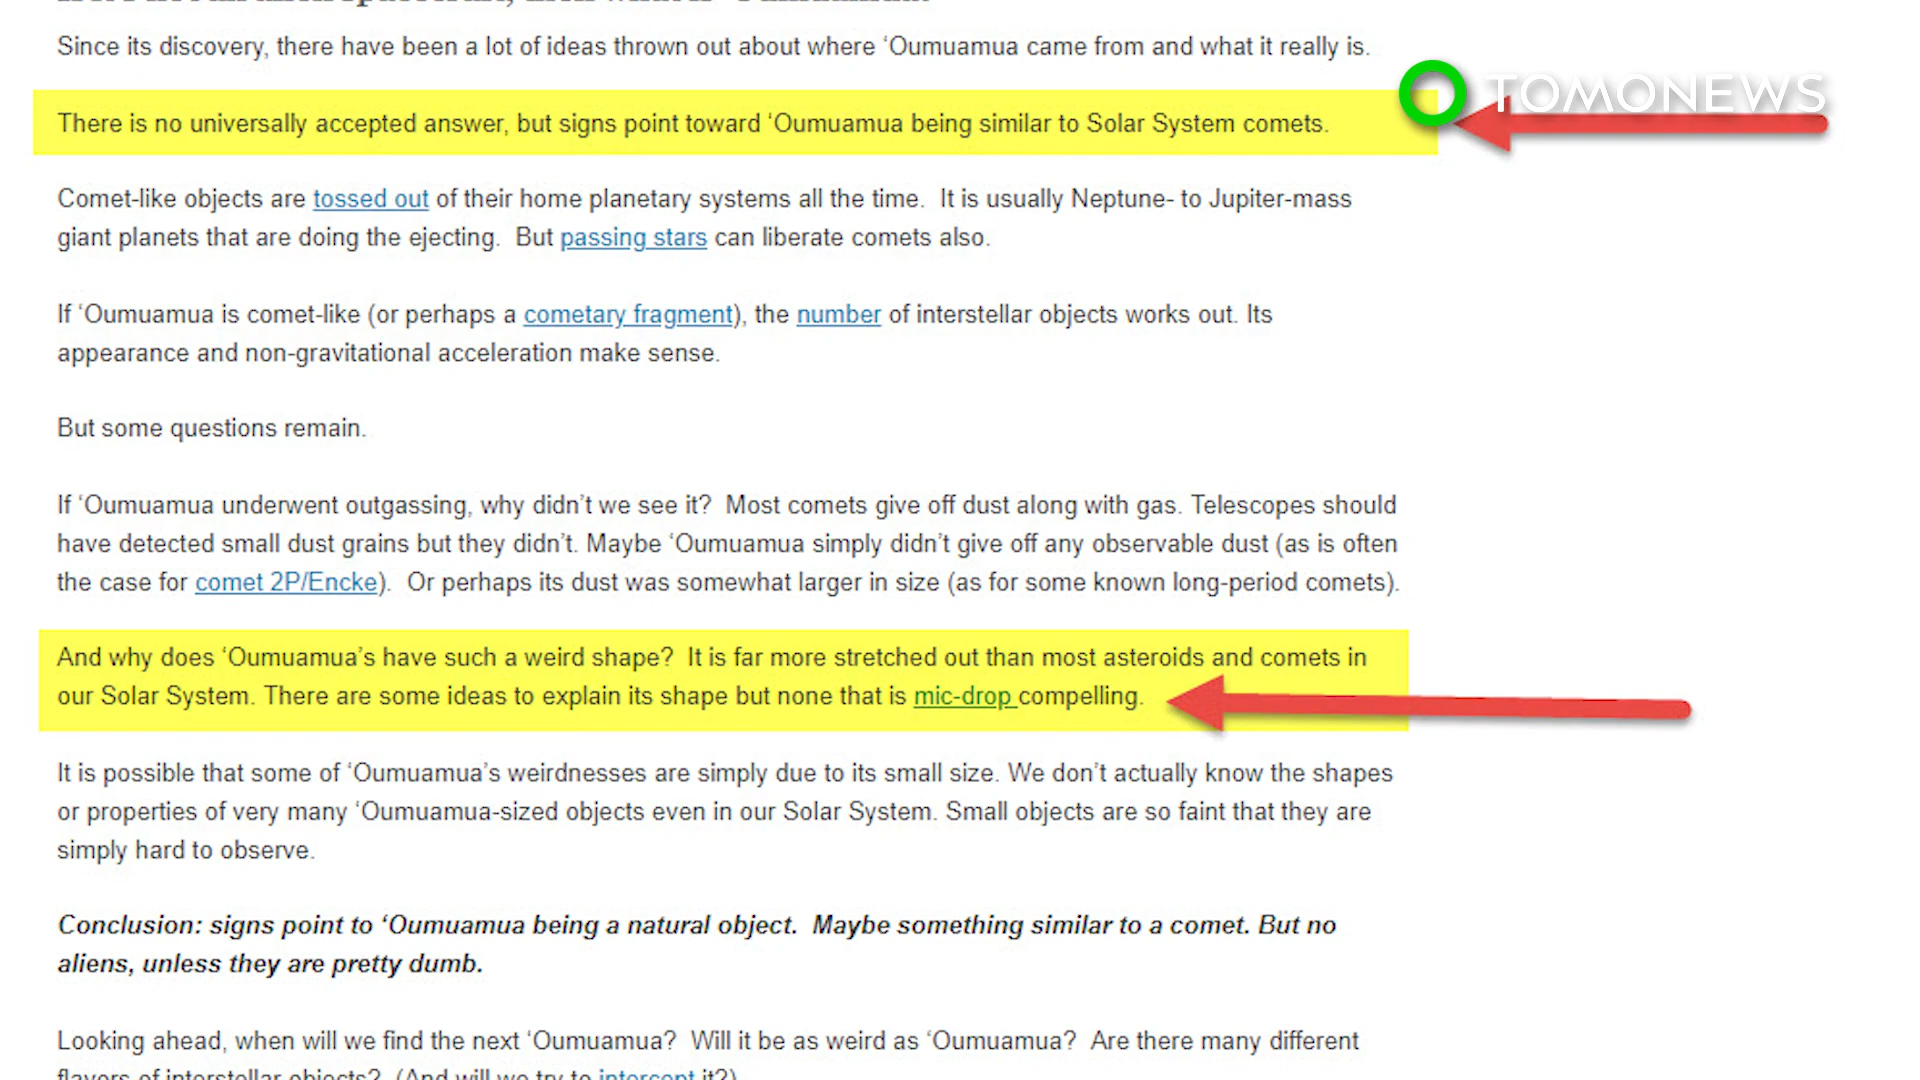 Since its discovery, there have been a lot of ideas thrown out about where ‘Oumuamua came from and what it really is.
TOMONEWS
There is no universally accepted answer, but signs point toward ‘Oumuamua being similar to Solar System comets.
Comet-like objects are tossed out of their home planetary systems all the time.  It is usually Neptune- to Jupiter-mass
giant planets that are doing the ejecting.  But passing stars can liberate comets also.
If ‘Oumuamua is comet-like (or perhaps a cometary fragment), the number of interstellar objects works out. Its
appearance and non-gravitational acceleration make sense.
But some questions remain.
If ‘Oumuamua underwent outgassing, why didn’t we see it?  Most comets give off dust along with gas. Telescopes should
have detected small dust grains but they didn’t. Maybe ‘Oumuamua simply didn’t give off any observable dust (as is often
the case for comet 2P/Encke).  Or perhaps its dust was somewhat larger in size (as for some known long-period comets).
And why does ‘Oumuamua’s have such a weird shape?  It is far more stretched out than most asteroids and comets in
our Solar System. There are some ideas to explain its shape but none that is mic-drop compelling.
It is possible that some of ‘Oumuamua’s weirdnesses are simply due to its small size. We don’t actually know the shapes
or properties of very many ‘Oumuamua-sized objects even in our Solar System. Small objects are so faint that they are
simply hard to observe.
Conclusion: signs point to ‘Oumuamua being a natural object.  Maybe something similar to a comet. But no
aliens, unless they are pretty dumb.
Looking ahead, when will we find the next ‘Oumuamua?  Will it be as weird as ‘Oumuamua?  Are there many different
flavors of interstellar objects?  (And will we try to intercept it?)